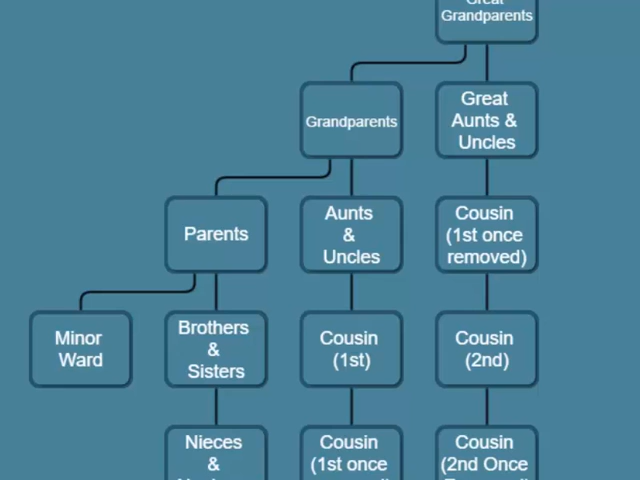 Great
Grandparents
Grandparents
Great
Aunts &
Uncles
Parents
Aunts
&
Uncles
Cousin
(1st once
removed)
Minor
Ward
Brothers
&
Sisters
Cousin
(1st)
Cousin
(2nd)
Nieces
&
Cousin
(1st once
Cousin
(2nd Once